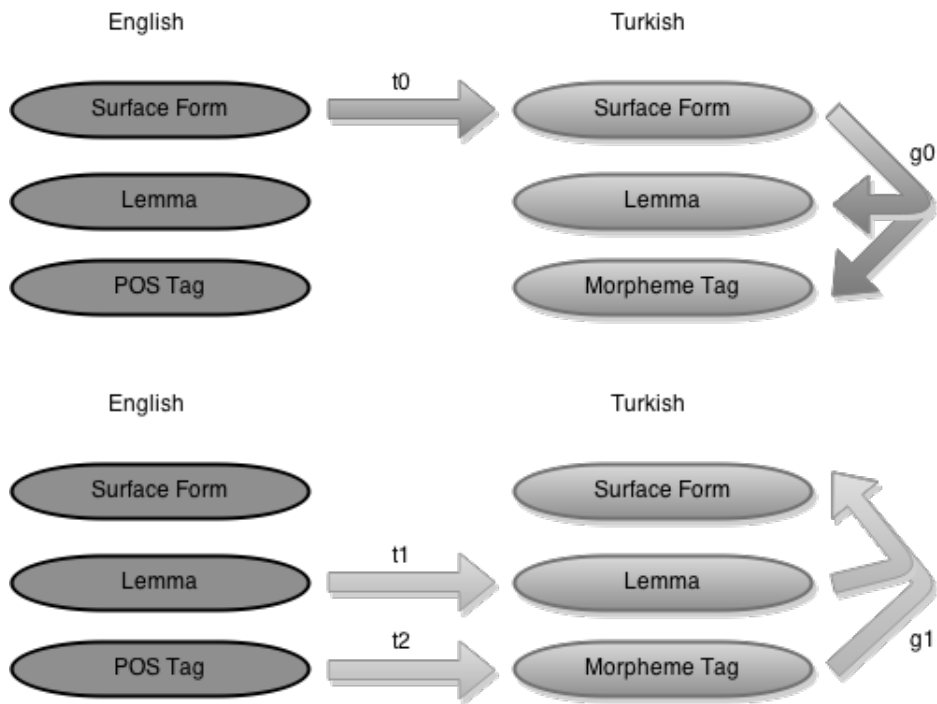 English Turkish
t0
Surface Form Surface Form
g0
Lemma Lemma
POS Tag Morpheme Tag
English Turkish
Surface Form Surface Form
t1
Lemma Lemma
t2
g1
POS Tag Morpheme Tag